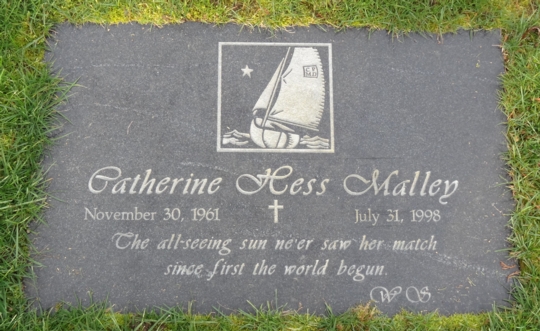 Catherine Hess Malley
November 30, 1961 July 31, 1998
The all-seeing sun ne'er saw her match
since first the world begun.
W S